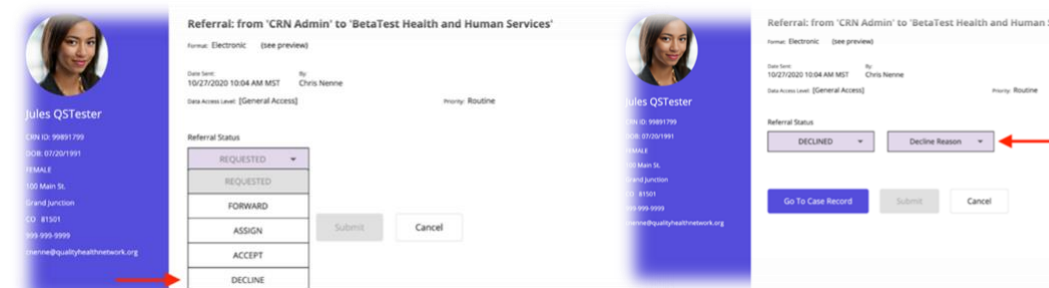 Referral: from 'CRN Admin' to 'BetaTest Health and Human Services'
Format: Electronic (see preview)
Date Sent: By:
10/27/2020 10:04 AM MST Chris Nenne
Data Access Level: [General Access] Priority: Routine
Jules QSTester
CRN ID: 99891799
DOB: 07/20/1991
FEMALE
100 Main St.
Grand Junction
CO 81501
999-999-9999
cnenne@qualityhealthnetwork.org
Referral Status
REQUESTED
REQUESTED
FORWARD
ASSIGN
ACCEPT
DECLINE
Submit Cancel
Referral: from 'CRN Admin' to 'BetaTest Health and Human S
Format: Electronic (see preview)
Date Sent: By:
10/27/2020 10:04 AM MST Chris Nenne
Data Access Level: [General Access] Priority: Routine
Jules QSTester
CRN ID: 99891799
DOB: 07/20/1991
FEMALE
100 Main St.
Grand Junction
CO 81501
999-999-9999
cnenne@qualityhealthnetwork.org
Referral Status
DECLINED Decline Reason
Go To Case Record Submit Cancel